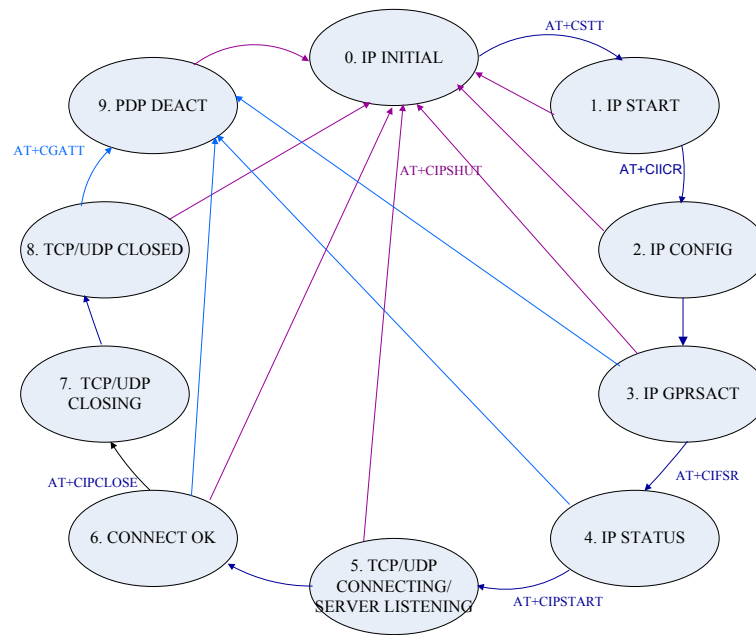 0. IP INITIAL
AT+CSTT
9. PDP DEACT
1. IP START
AT+CGATT
AT+CIPSHUT
AT+CIICR
8. TCP/UDP CLOSED
2. IP CONFIG
7. TCP/UDP
CLOSING
3. IP GPRSACT
AT+CIFSR
AT+CIPCLOSE
6. CONNECT OK
4. IP STATUS
5. TCP/UDP
CONNECTING/
SERVER LISTENING
AT+CIPSTART